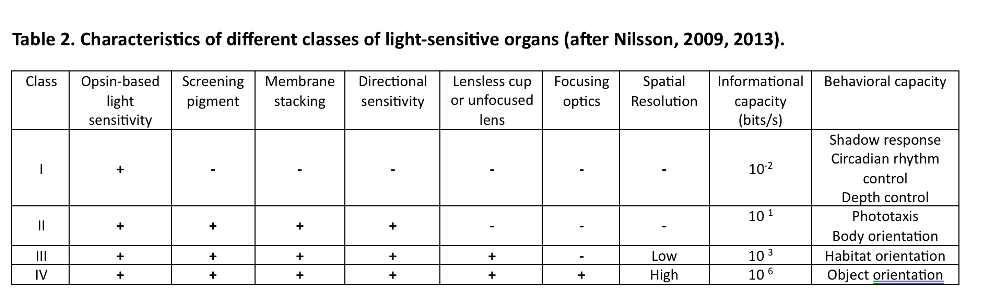 Table 2. Characteristics of different classes of light-sensitive organs (after Nilsson, 2009, 2013).
Class Opsin-based light sensitivity Screening pigment Membrane stacking Directional sensitivity Lensless cup or unfocused lens Focusing optics Spatial Resolution Informational capacity (bits/s) Behavioral capacity
I + - - - - - - 10-2 Shadow response
Circadian rhythm
control
Depth control
II + + + + - - - 10 1 Phototaxis
Body orientation
III + + + + + - Low 10 3 Habitat orientation
IV + + + + + + High 10 6 Object orientation